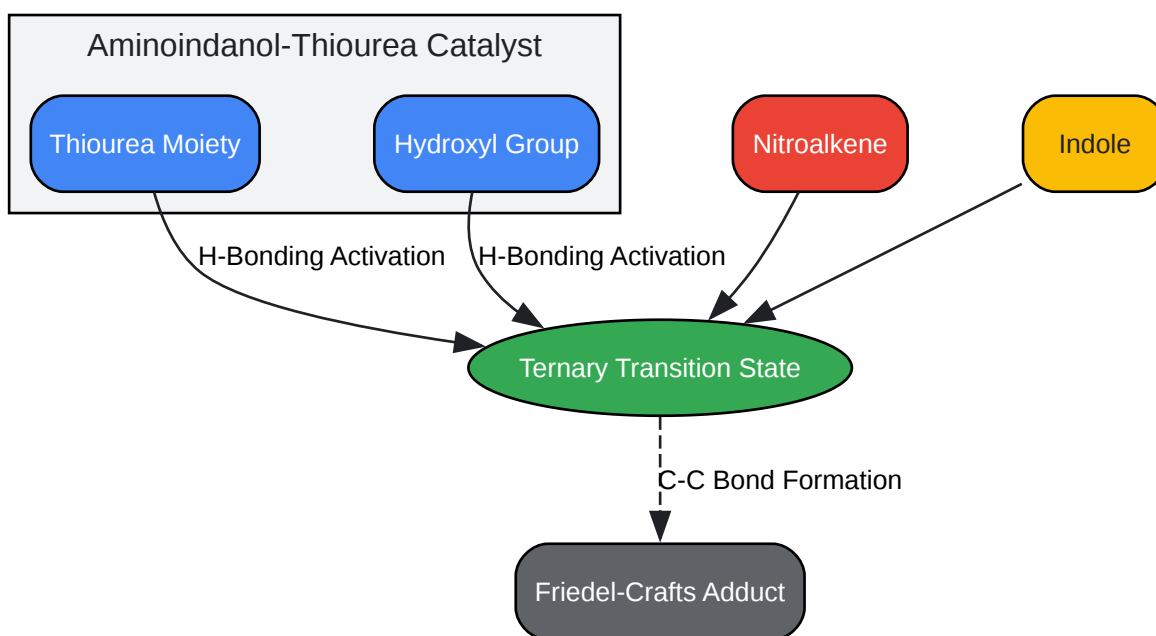 Aminoindanol-Thiourea Catalyst
Thiourea Moiety
Hydroxyl Group
Nitroalkene
Indole
H-Bonding Activation
H-Bonding Activation
Ternary Transition State
C-C Bond Formation
Friedel-Crafts Adduct